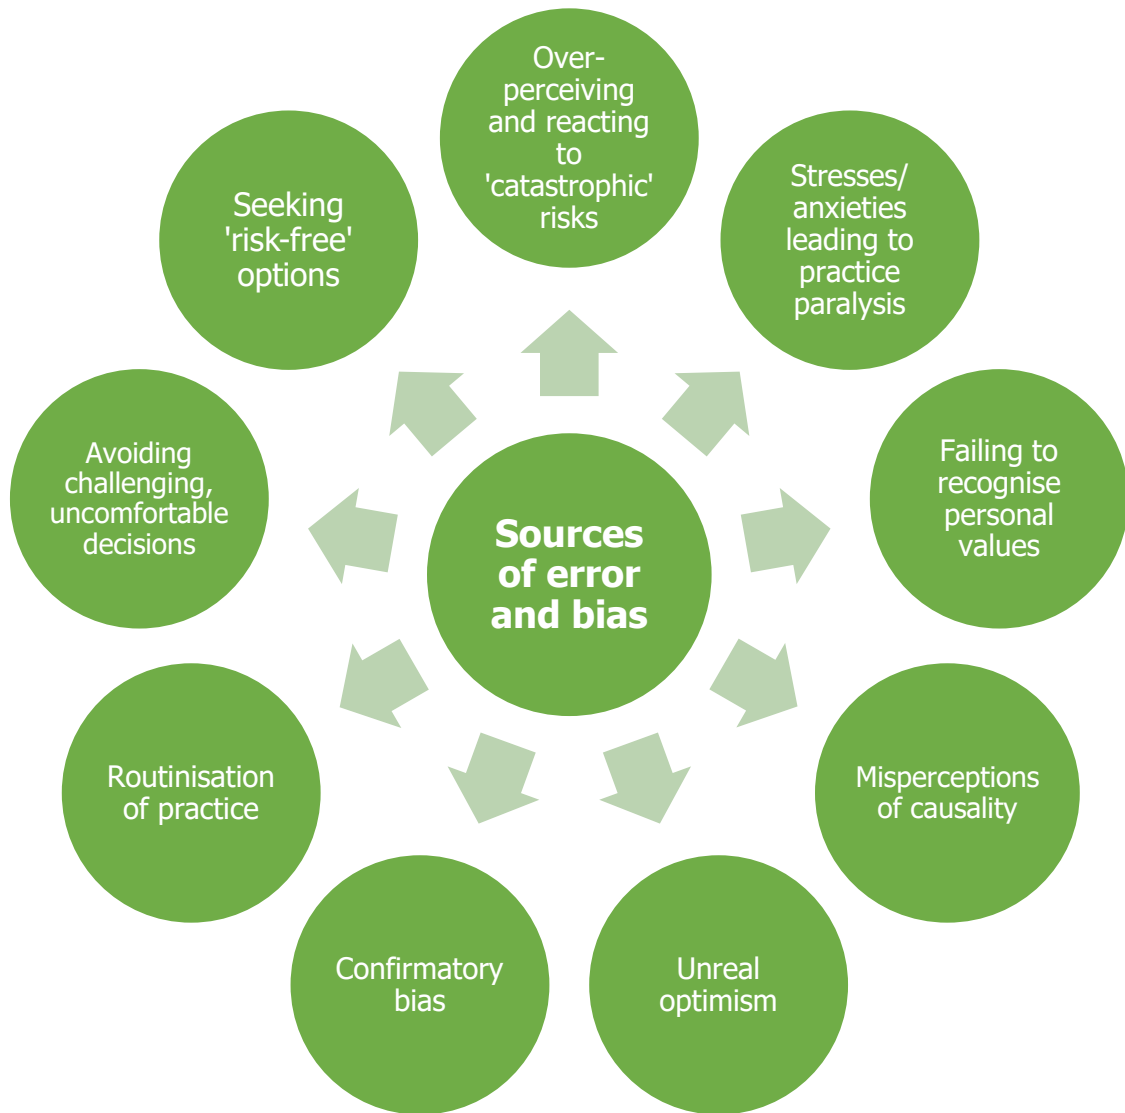 Over-
perceiving
and reacting
to
'catastrophic'
risks
Stresses/
anxieties
leading to
practice
paralysis
Failing to
recognise
personal
values
Misperceptions
of causality
Unreal
optimism
Confirmatory
bias
Routinisation
of practice
Avoiding
challenging,
uncomfortable
decisions
Seeking
'risk-free'
options
Sources
of error
and bias